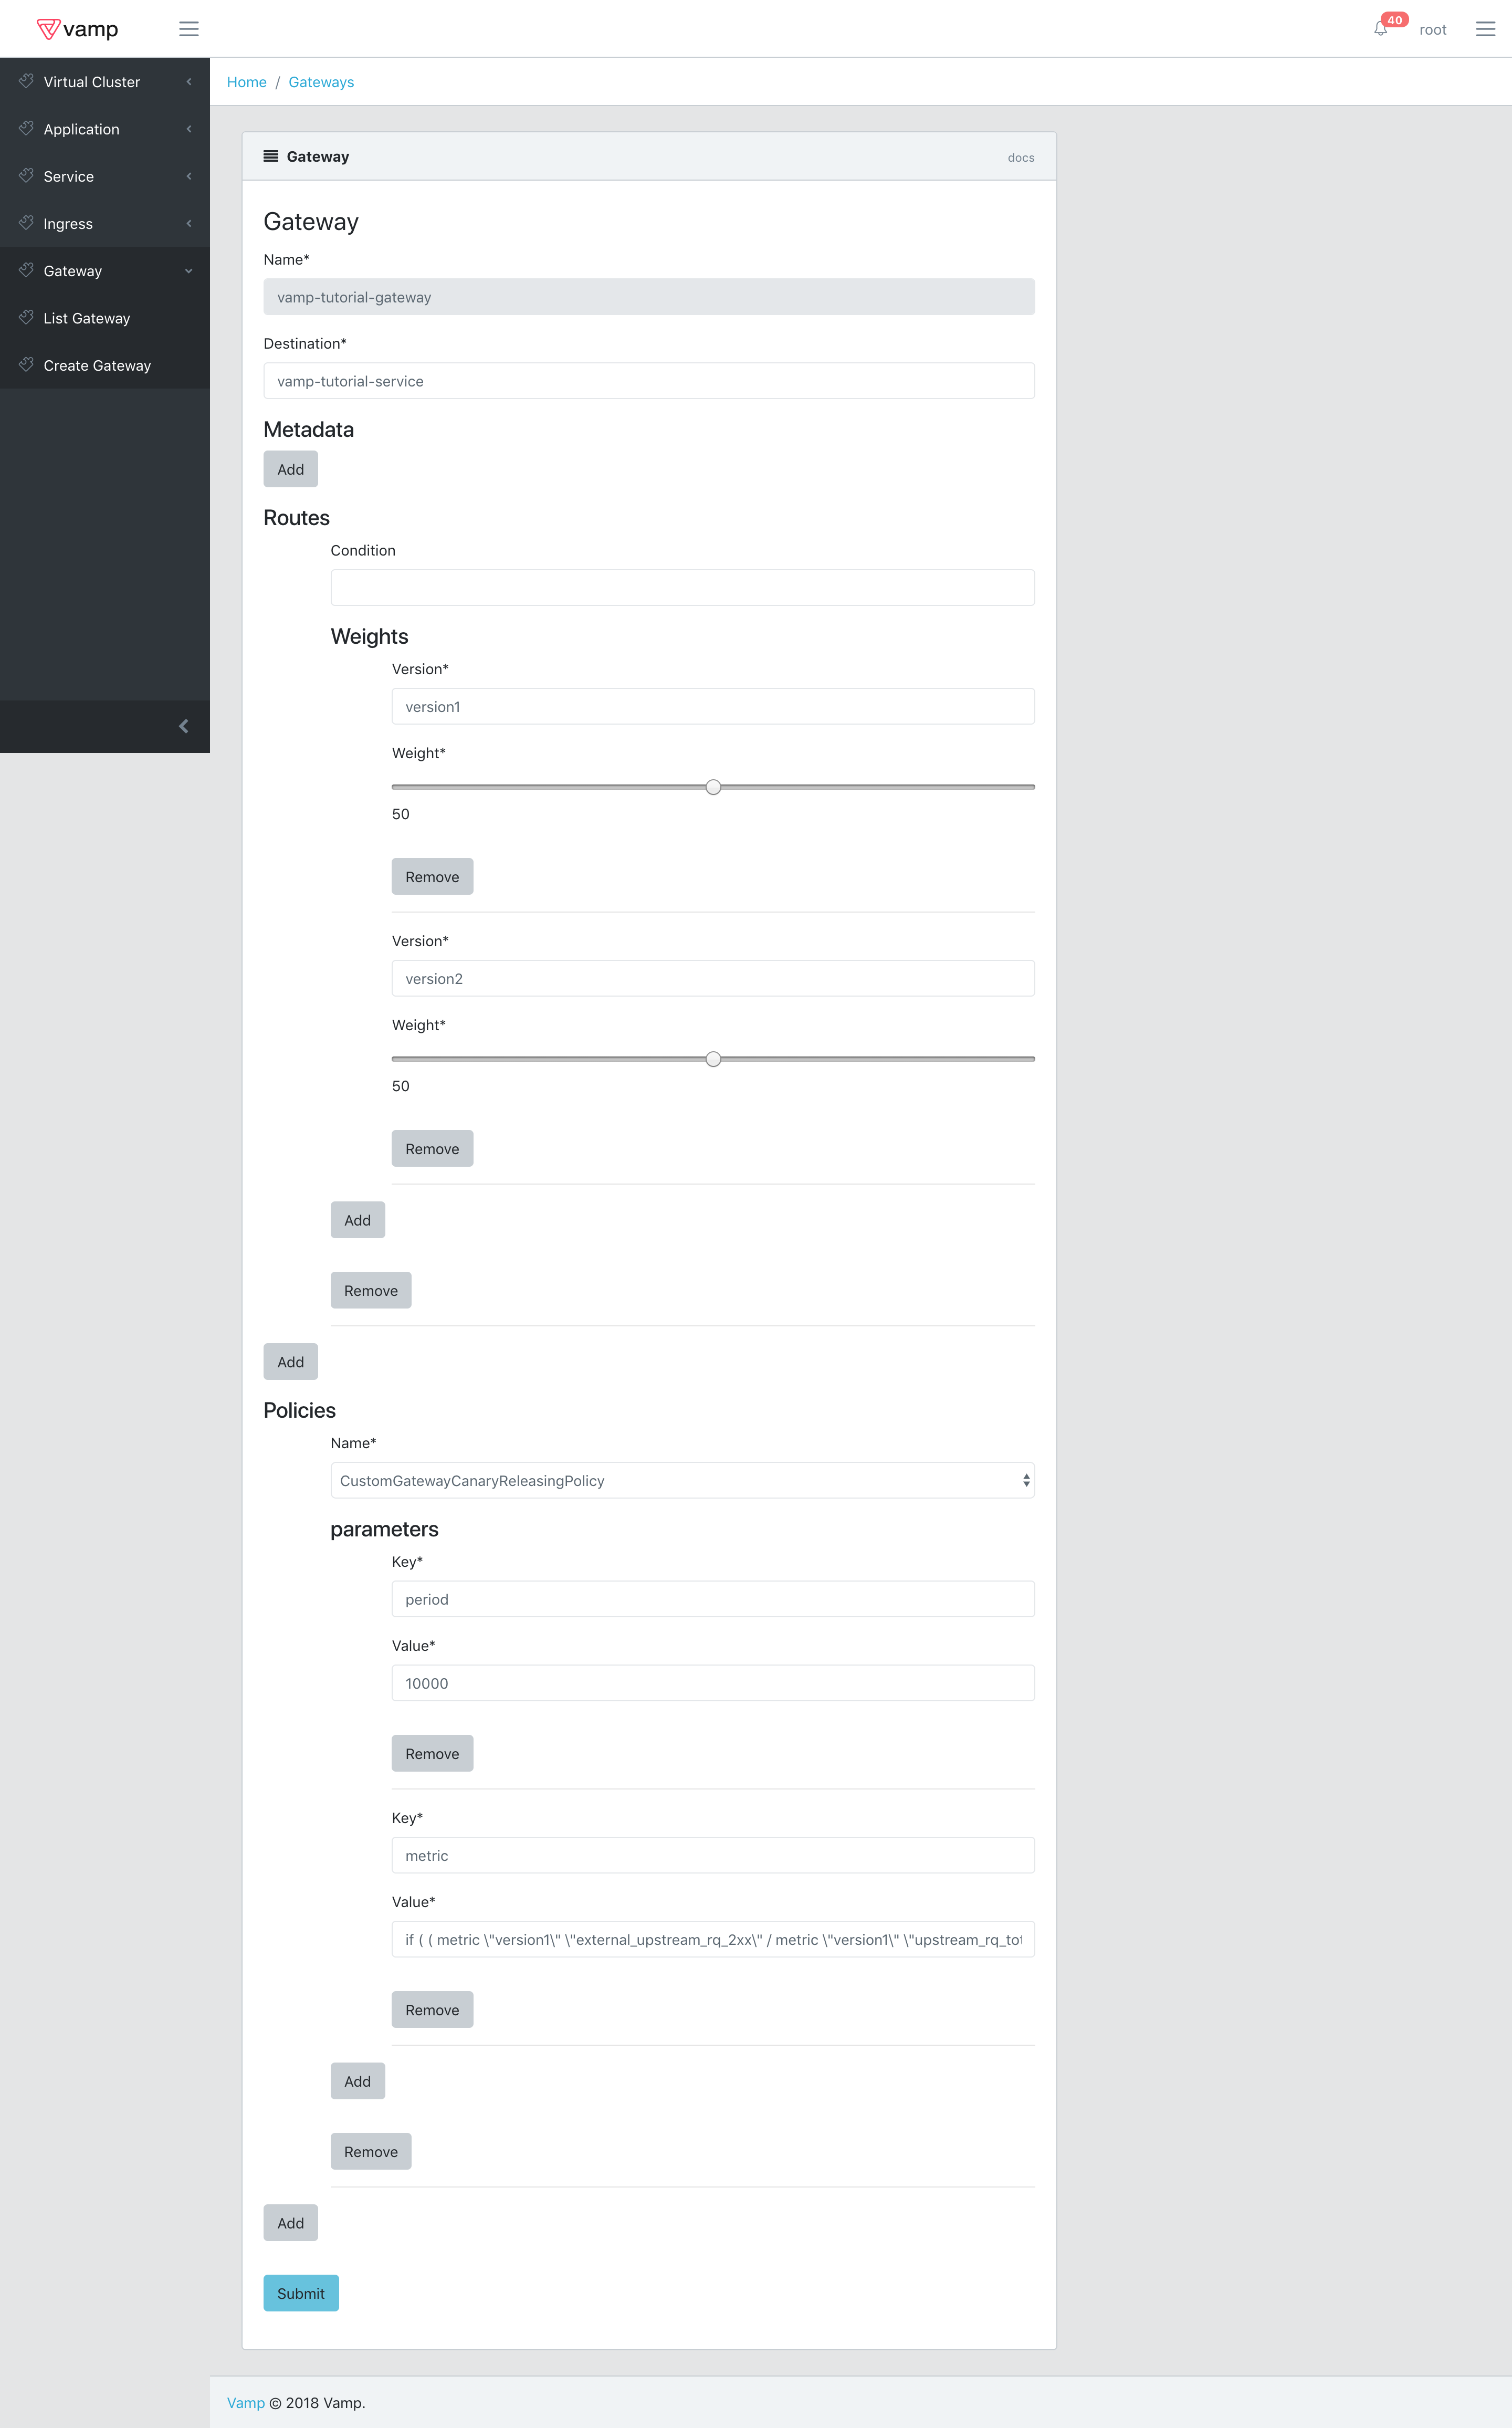 vamp
40
root
Virtual Cluster
Application
Service
Ingress
Gateway
List Gateway
Create Gateway
Home / Gateways
Gateway
docs
Gateway
Name*
vamp-tutorial-gateway
Destination*
vamp-tutorial-service
Metadata
Add
Routes
Condition
Weights
Version*
version1
Weight*
50
Remove
Version*
version2
Weight*
50
Remove
Add
Remove
Add
Policies
Name*
CustomGatewayCanaryReleasingPolicy
parameters
Key*
period
Value*
10000
Remove
Key*
metric
Value*
if ( ( metric \"version1\" \"external_upstream_rq_2xx\" / metric \"version1\" \"upstream_rq_tot
Remove
Add
Remove
Add
Submit
Vamp © 2018 Vamp.